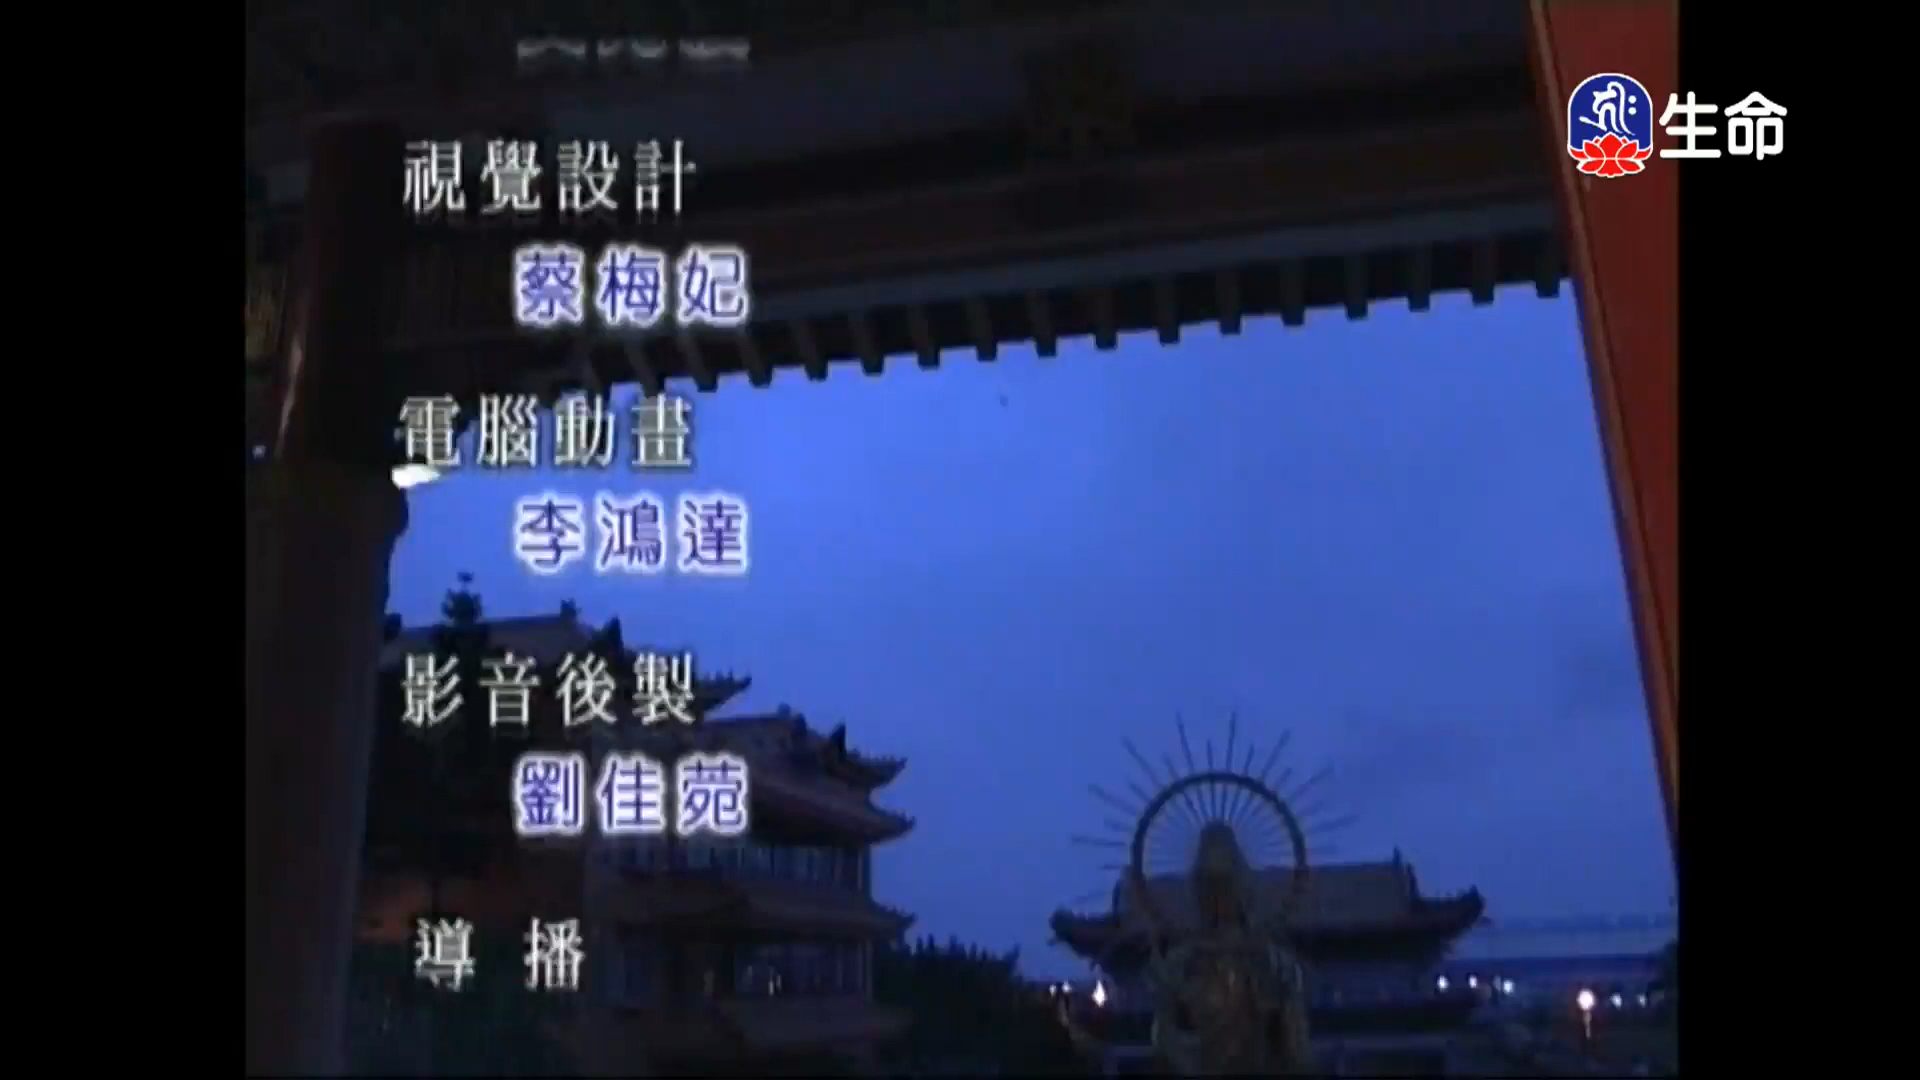 生命
視覺設計
蔡梅妃
電腦動畫
李鴻達
影音後製
劉佳菀
導播